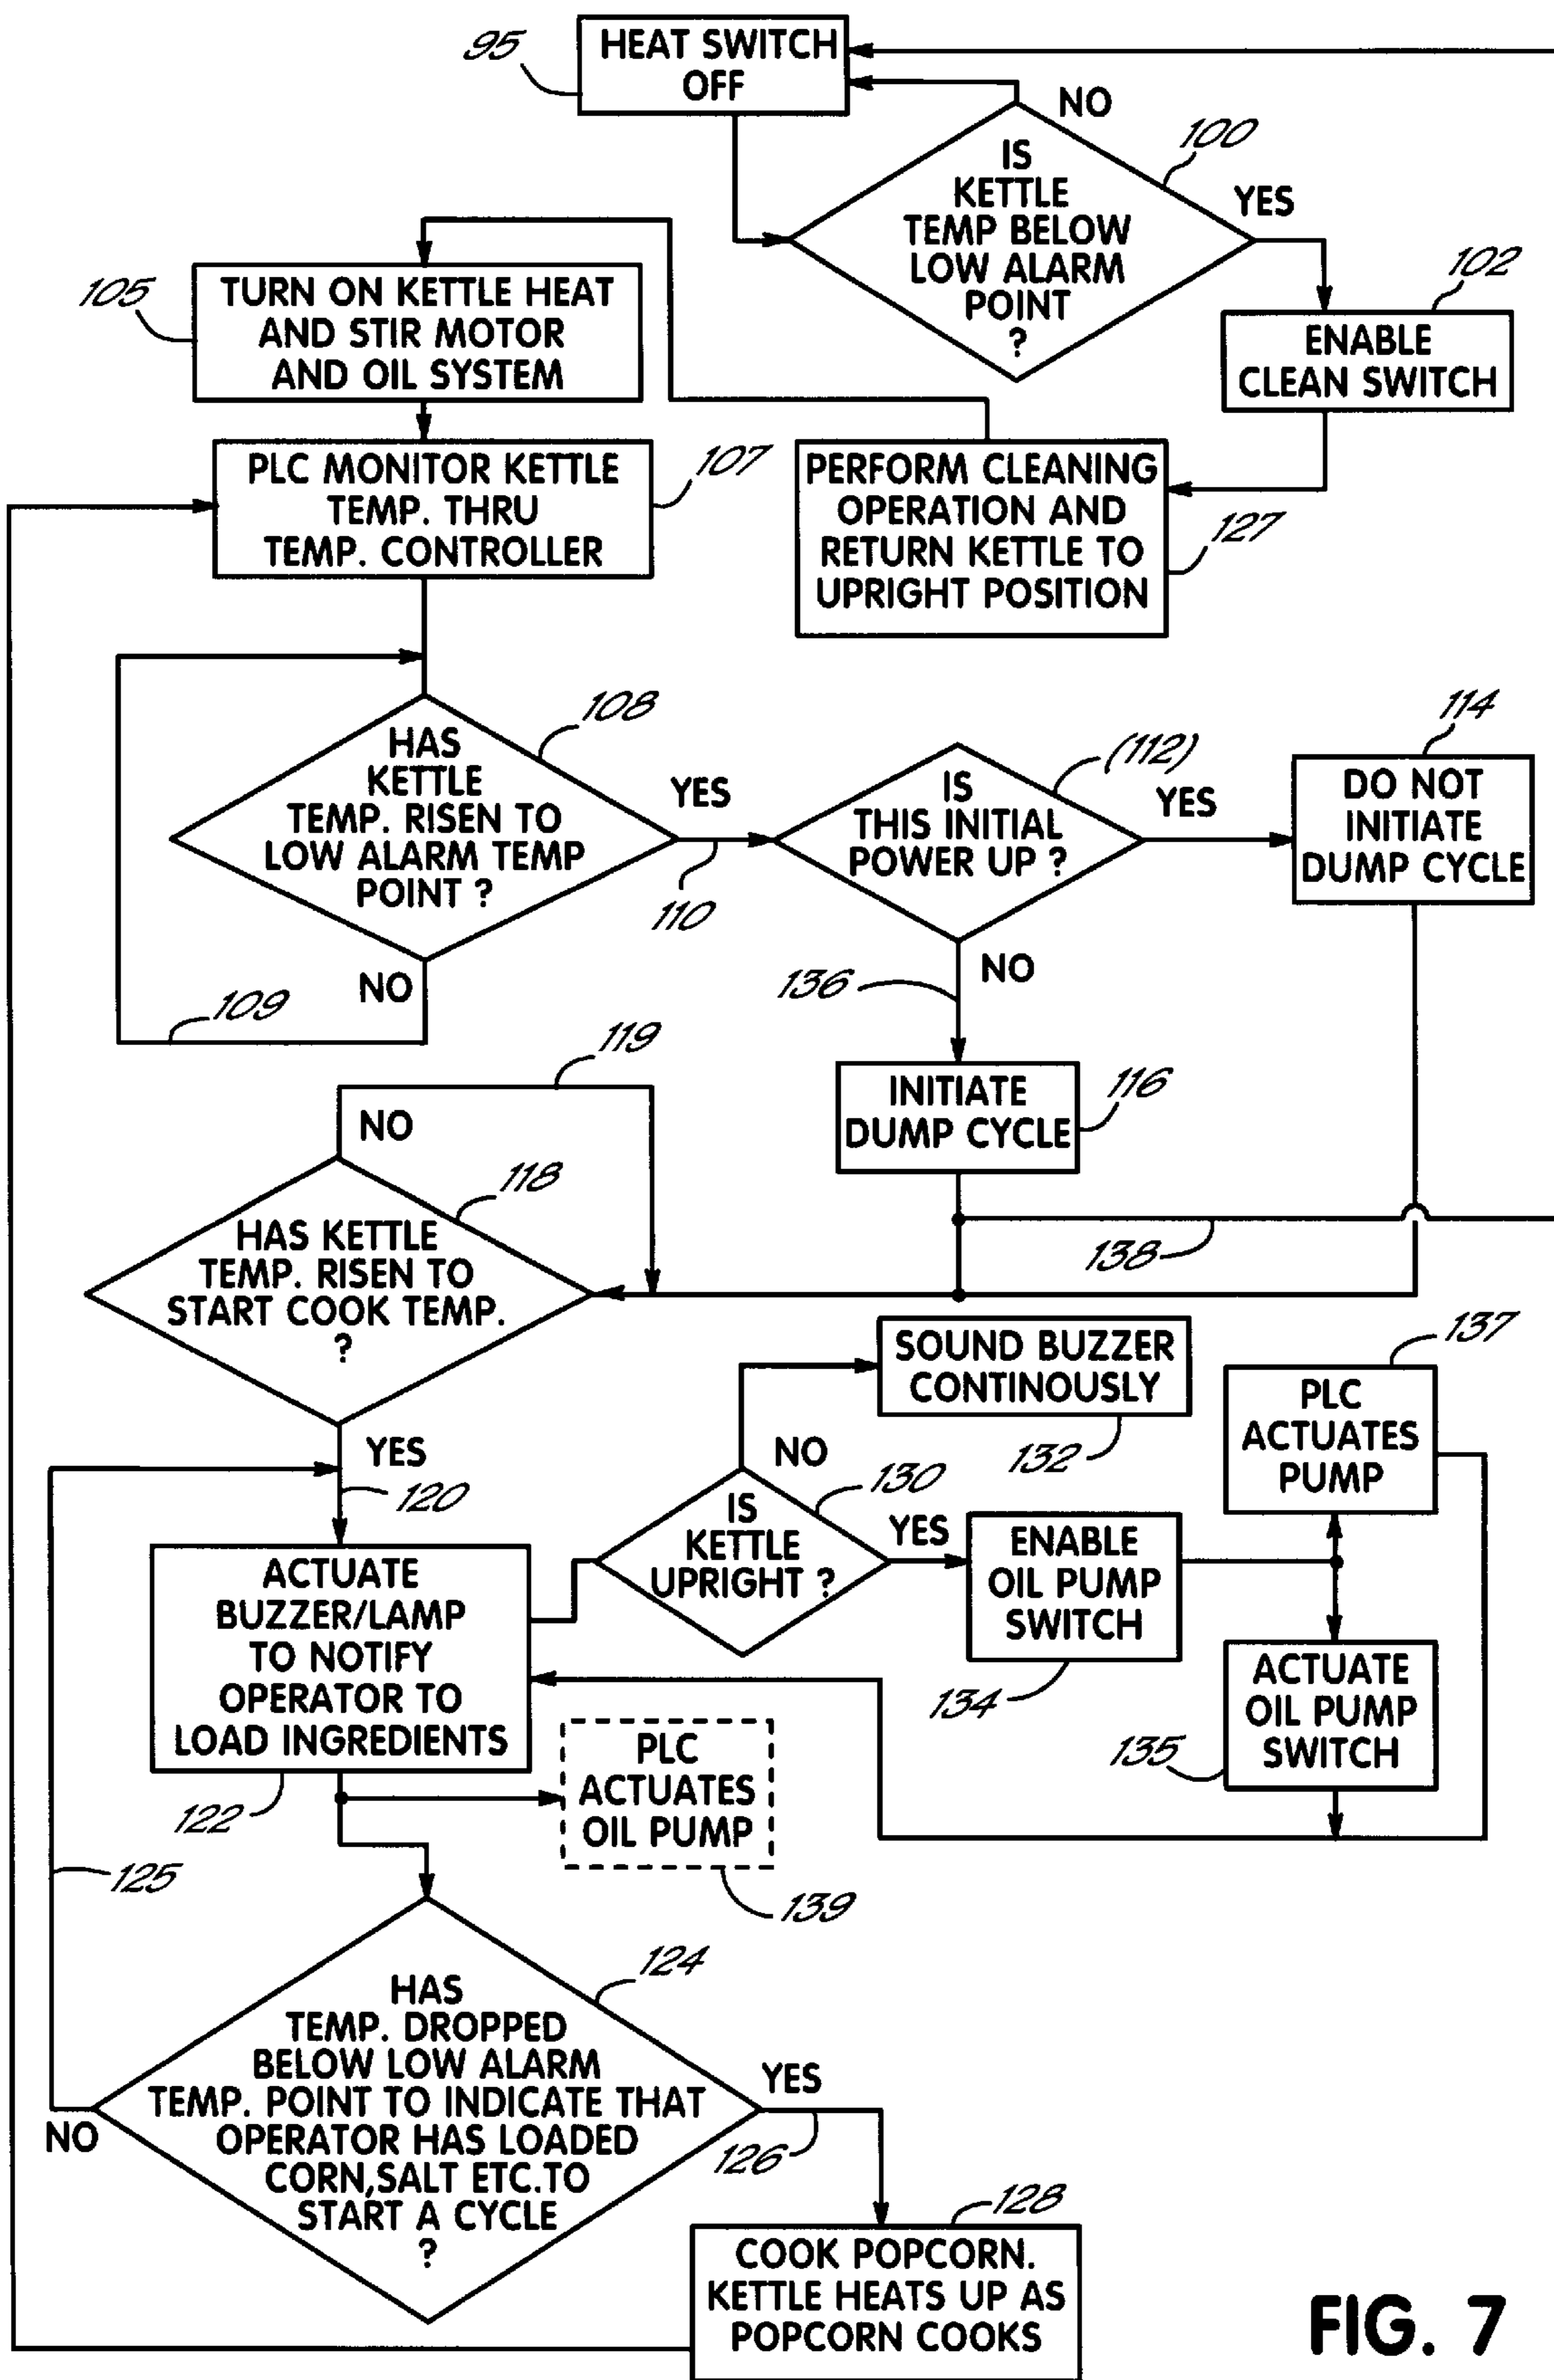 95
HEAT SWITCH
OFF
NO
100
IS
KETTLE
TEMP BELOW
LOW ALARM
POINT
?
YES
102
ENABLE
CLEAN SWITCH
105
TURN ON KETTLE HEAT
AND STIR MOTOR
AND OIL SYSTEM
107
PLC MONITOR KETTLE
TEMP. THRU
TEMP. CONTROLLER
PERFORM CLEANING
OPERATION AND
RETURN KETTLE TO
UPRIGHT POSITION
127
108
HAS
KETTLE
TEMP. RISEN TO
LOW ALARM TEMP
POINT ?
YES
110
NO
109
(112)
IS
THIS INITIAL
POWER UP ?
YES
114
DO NOT
INITIATE
DUMP CYCLE
NO
136
INITIATE
DUMP CYCLE
116
138
119
NO
118
HAS KETTLE
TEMP. RISEN TO
START COOK TEMP.
?
YES
120
SOUND BUZZER
CONTINOUSLY
132
NO
130
IS
KETTLE
UPRIGHT ?
YES
ENABLE
OIL PUMP
SWITCH
134
137
PLC
ACTUATES
PUMP
ACTUATE
OIL PUMP
SWITCH
135
ACTUATE
BUZZER/LAMP
TO NOTIFY
OPERATOR TO
LOAD INGREDIENTS
122
PLC
ACTUATES
OIL PUMP
139
125
124
HAS
TEMP. DROPPED
BELOW LOW ALARM
TEMP. POINT TO INDICATE THAT
OPERATOR HAS LOADED
CORN,SALT ETC.TO
START A CYCLE
?
NO
YES
126
128
COOK POPCORN.
KETTLE HEATS UP AS
POPCORN COOKS
FIG. 7